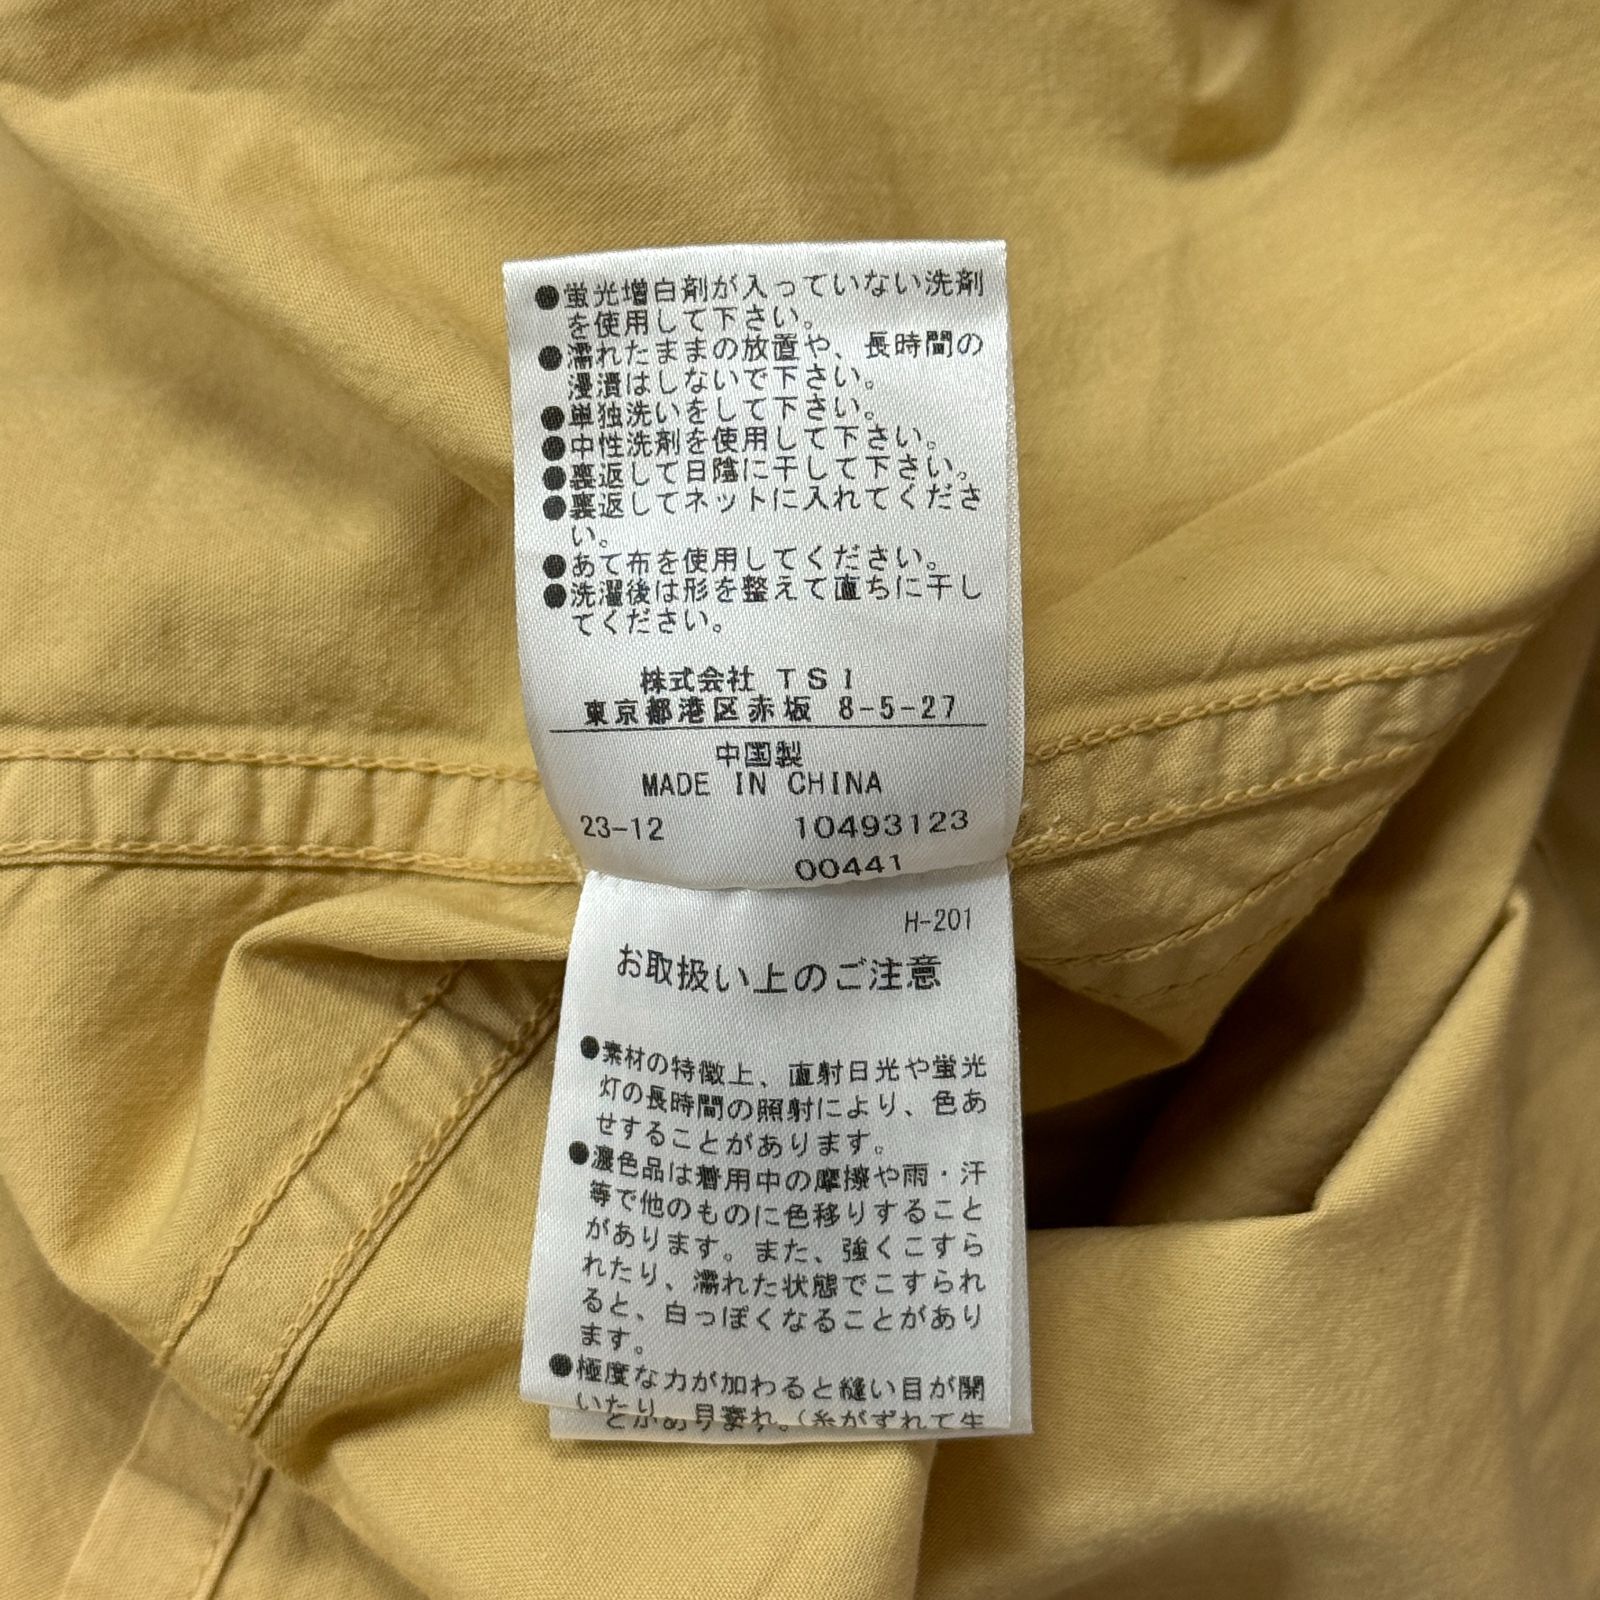 ●蛍光増白剤が入っていない洗剤
を使用して下さい。
●濡れたままの放置や、長時間の
浸漬はしないで下さい。
●単独洗いをして下さい。
●中性洗剤を使用して下さい。
●裏返して日陰に干して下さい。
●裏返してネットに入れてくださ
い。
●あて布を使用してください。
●洗濯後は形を整えて直ちに干し
てください。
株式会社 TSI
東京都港区赤坂 8-5-27
中国製
MADE IN CHINA
23-12 10493123
00441
H-201
お取扱い上のご注意
●素材の特徴上、直射日光や蛍光
灯の長時間の照射により、色あ
せすることがあります。
●濃色品は着用中の摩擦や雨・汗
等で他のものに色移りすること
があります。また、強くこすら
れたり、濡れた状態でこすられ
ると、白っぽくなることがあり
ます。
●極度な力が加わると縫い目が開
いたり、目寄れ